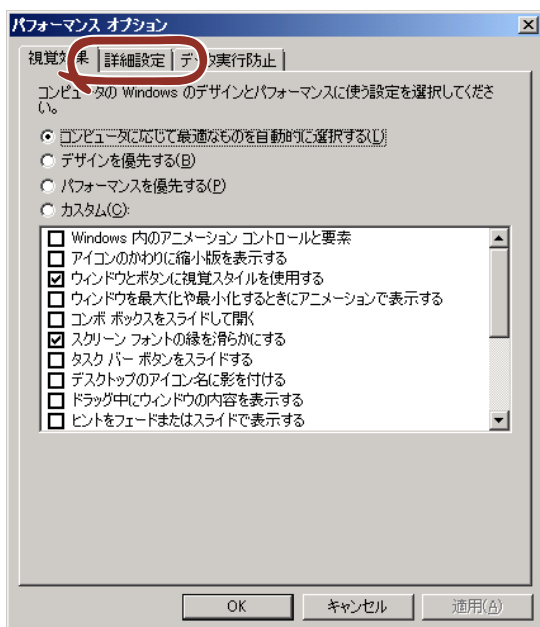 パフォーマンス オプション
視覚効果
詳細設定
データ実行防止
コンピュータの Windows のデザインとパフォーマンスに使う設定を選択してくださ
い。
コンピュータに応じて最適なものを自動的に選択する(L)
デザインを優先する(B)
パフォーマンスを優先する(P)
カスタム(C):
Windows 内のアニメーション コントロールと要素
アイコンのかわりに縮小版を表示する
ウィンドウとボタンに視覚スタイルを使用する
ウィンドウを最大化や最小化するときにアニメーションで表示する
コンボ ボックスをスライドして開く
スクリーン フォントの縁を滑らかにする
タスク バー ボタンをスライドする
デスクトップのアイコン名に影を付ける
ドラッグ中にウィンドウの内容を表示する
ヒントをフェードまたはスライドで表示する
OK
キャンセル
適用(A)